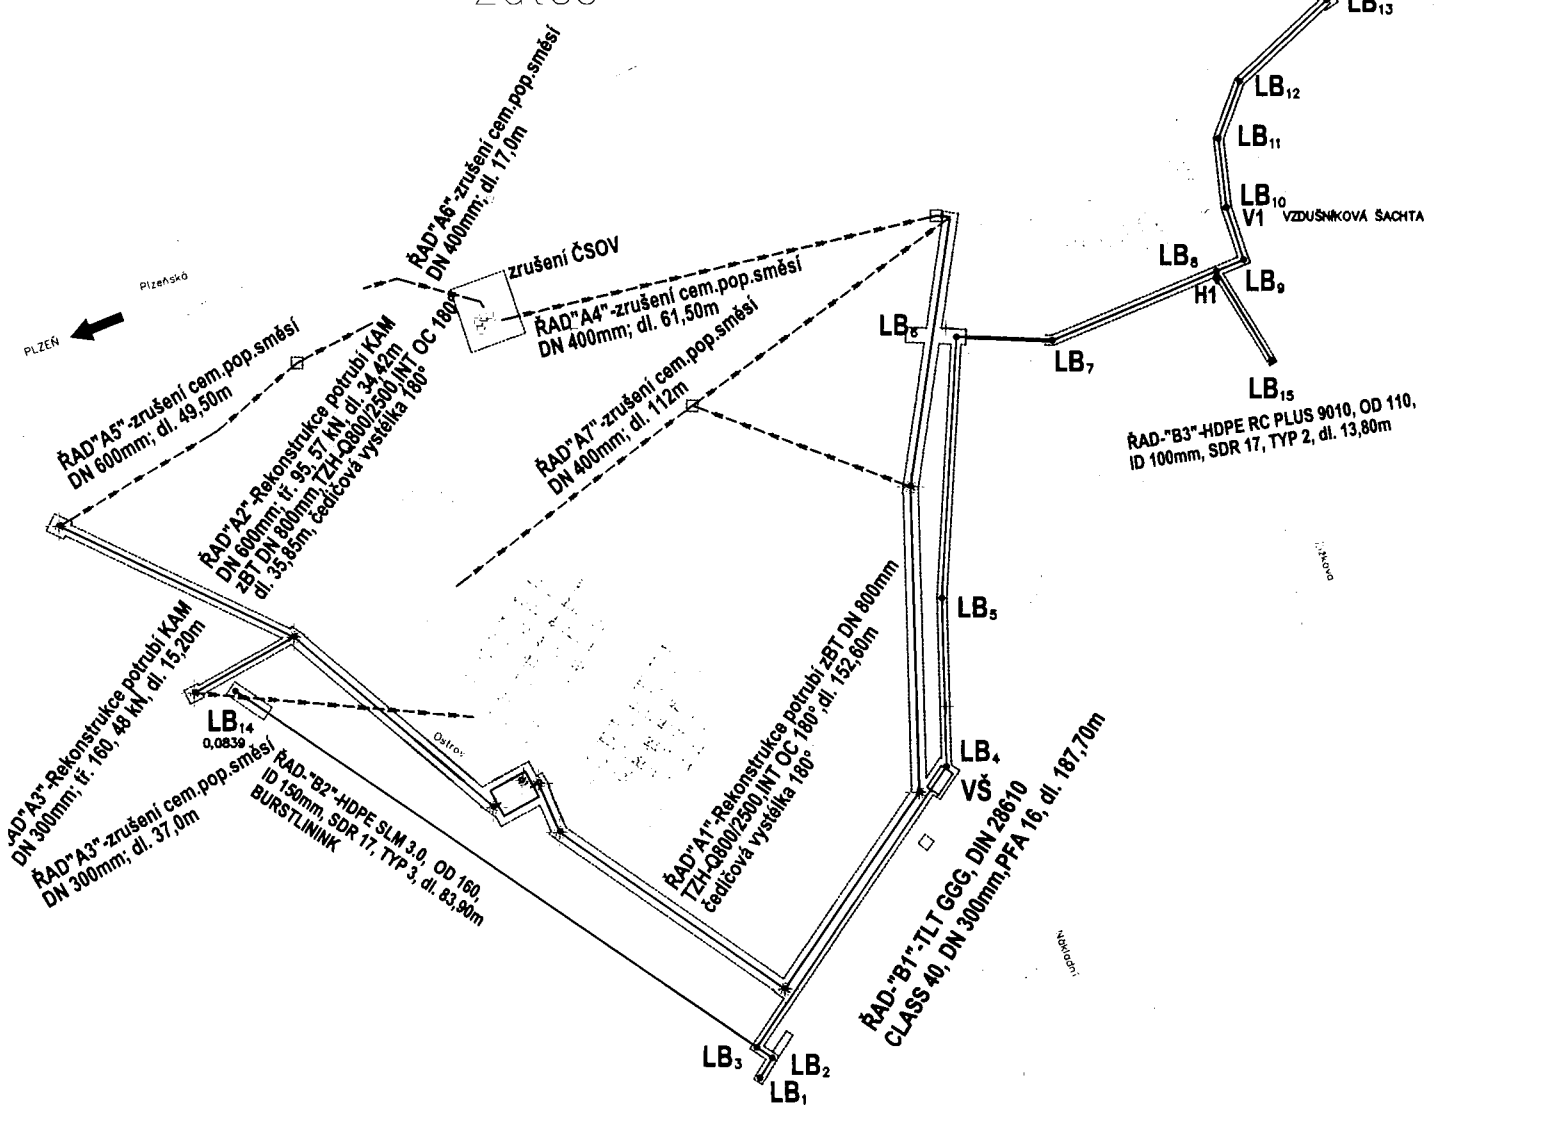 LB13
LB12
LB11
LB10
V1 VZDUŠNÍKOVÁ ŠACHTA
LB8
LB9
H1
LB7
LB15
ŘAD-"B3"-HDPE RC PLUS 9010, OD 110,
ID 100mm, SDR 17, TYP 2, dl. 13,80m
ŘAD"A6"-zrušení cem.pop.směsí
DN 400mm; dl. 17,0m
zrušení ČSOV
ŘAD"A4"-zrušení cem.pop.směsí
DN 400mm; dl. 61,50m
LB6
Plzeňská
PLZEŇ
ŘAD"A5"-zrušení cem.pop.směsí
DN 600mm; dl. 49,50m
ŘAD"A2"-Rekonstrukce potrubí KAM
DN 600mm; tř. 95, 57 kN, dl. 34,42m
zBT DN 800mm,TZH-Q800/2500,INT OC 180°
dl. 35,85m, čedičová vystélka 180°
ŘAD"A7"-zrušení cem.pop.směsí
DN 400mm; dl. 112m
LB5
ŘAD"A3"-Rekonstrukce potrubí KAM
DN 300mm; tř. 160, 48 kN, dl. 15,20m
LB14
0,0839
Ostrov
ŘAD"A3"-zrušení cem.pop.směsí
DN 300mm; dl. 37,0m
ŘAD-"B2"-HDPE SLM 3.0, OD 160,
ID 150mm, SDR 17, TYP 3, dl. 83,90m
BURSTLININK
ŘAD"A1"-Rekonstrukce potrubí zBT DN 800mm
TZH-Q800/2500,INT OC 180°,dl. 152,60m
čedičová vystélka 180°
LB4
VŠ
ŘAD-"B1"-TLT GGG, DIN 28610
CLASS 40, DN 300mm,PFA 16, dl. 187,70m
Nákladní
LB3
LB2
LB1